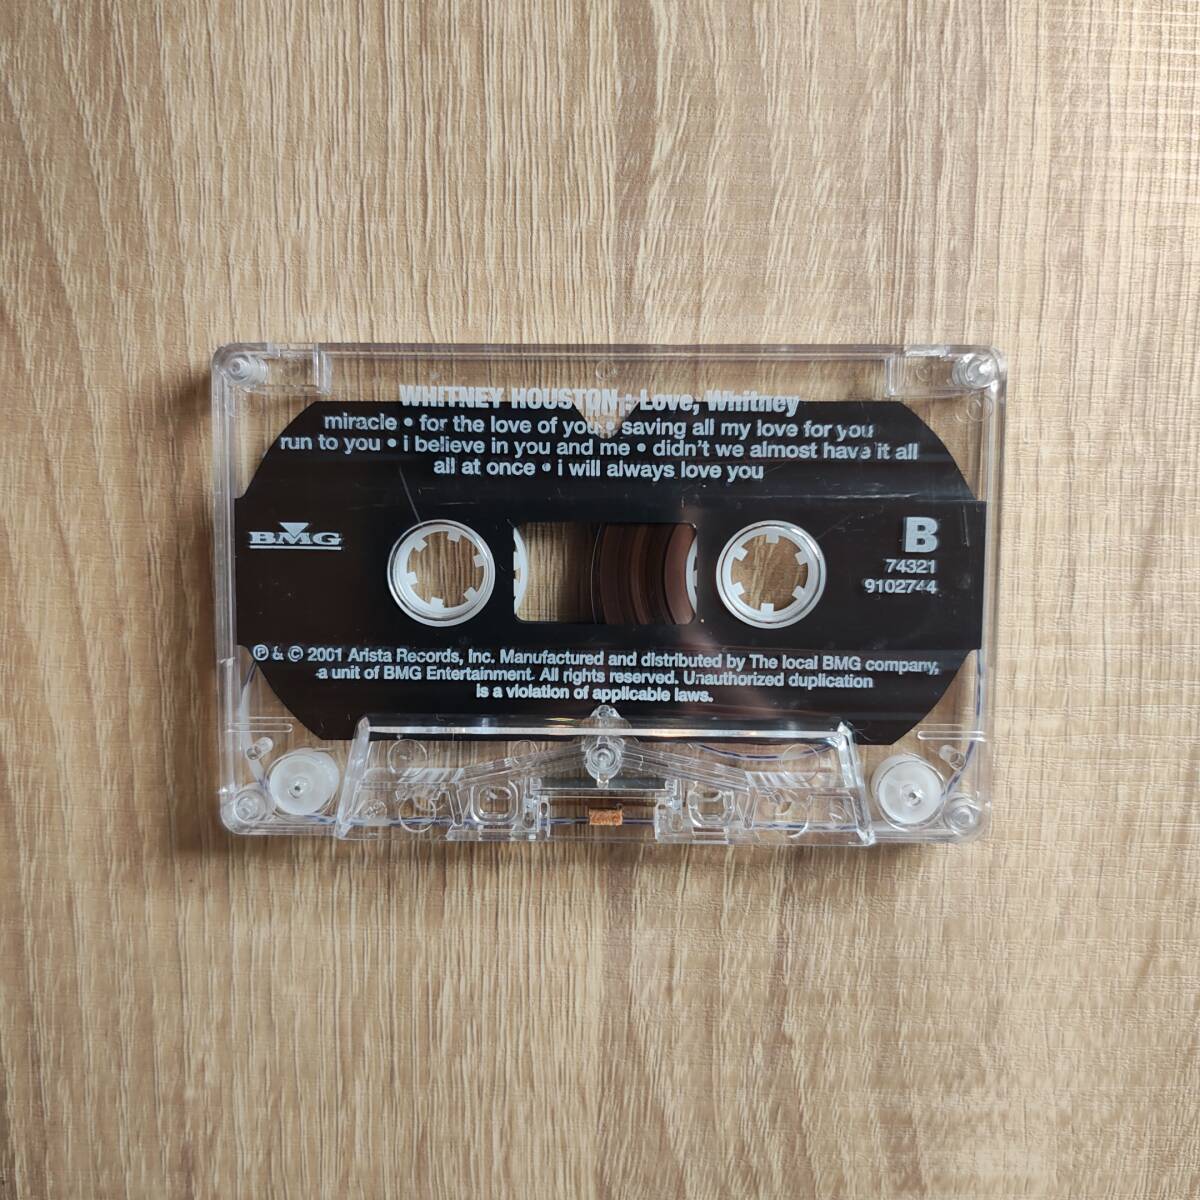 WHITNEY HOUSTON : Love, Whitney
miracle • for the love of you • saving all my love for you
run to you • i believe in you and me • didn't we almost have it all
all at once • i will always love you
BMG
B
74321
9102744
℗ & © 2001 Arista Records, Inc. Manufactured and distributed by The local BMG company,
a unit of BMG Entertainment. All rights reserved. Unauthorized duplication
is a violation of applicable laws.